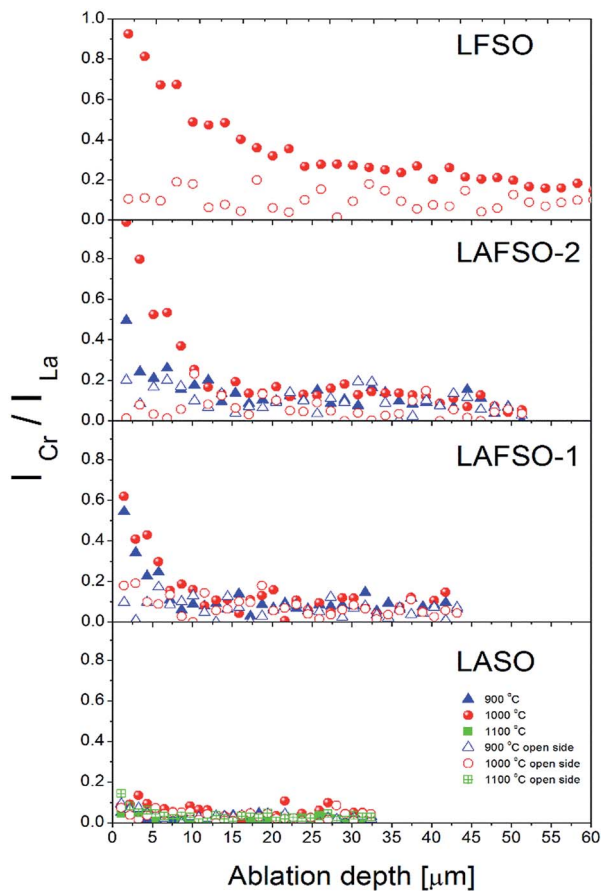 LFSO
1.0
0.8
0.6
0.4
0.2
0.0
LAFSO-2
0.8
0.6
0.4
0.2
0.0
I Cr / I La
LAFSO-1
0.8
0.6
0.4
0.2
0.0
LASO
0.8
0.6
0.4
0.2
0.0
900 °C
1000 °C
1100 °C
900 °C open side
1000 °C open side
1100 °C open side
0 5 10 15 20 25 30 35 40 45 50 55 60
Ablation depth [μm]